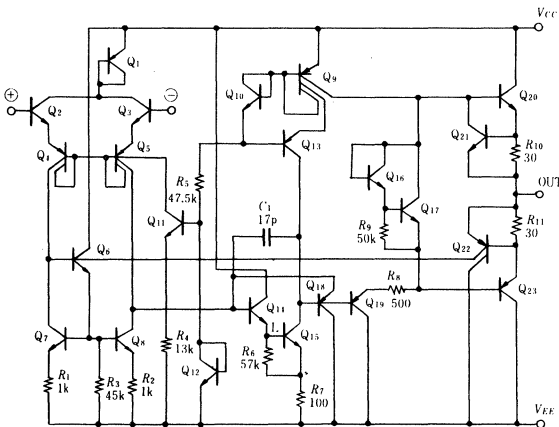 VCC
Q1
⊕
Q2
Q3
⊖
Q10
Q9
Q20
Q4
Q5
Q13
Q21
R10
30
R5
47.5k
Q16
OUT
Q11
C1
17p
Q17
R9
50k
R11
30
Q22
Q6
R8
500
Q18
Q19
Q14
Q23
Q7
Q8
R4
13k
Q15
R6
57k
Q12
R1
1k
R3
45k
R2
1k
R7
100
VEE